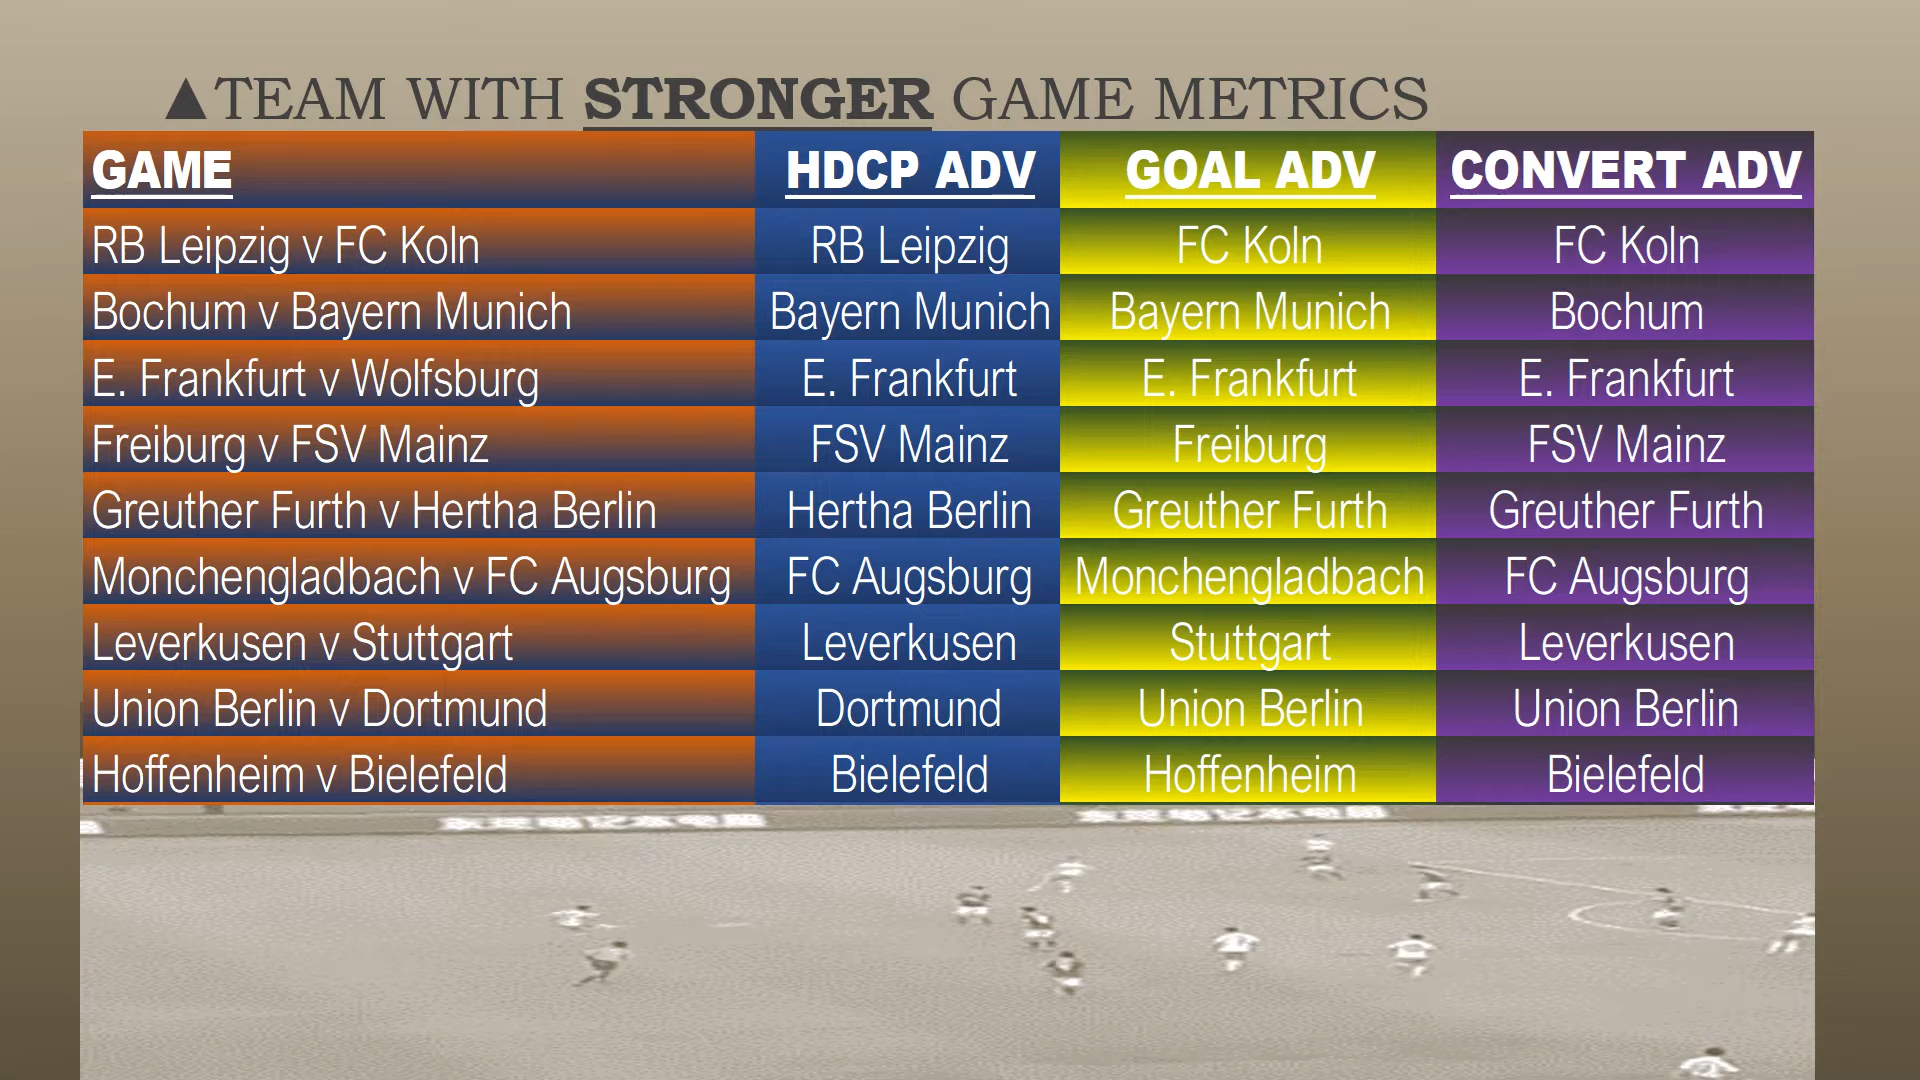 ▲TEAM WITH STRONGER GAME METRICS
GAME HDCP ADV GOAL ADV CONVERT ADV
RB Leipzig v FC Koln RB Leipzig FC Koln FC Koln
Bochum v Bayern Munich Bayern Munich Bayern Munich Bochum
E. Frankfurt v Wolfsburg E. Frankfurt E. Frankfurt E. Frankfurt
Freiburg v FSV Mainz FSV Mainz Freiburg FSV Mainz
Greuther Furth v Hertha Berlin Hertha Berlin Greuther Furth Greuther Furth
Monchengladbach v FC Augsburg FC Augsburg Monchengladbach FC Augsburg
Leverkusen v Stuttgart Leverkusen Stuttgart Leverkusen
Union Berlin v Dortmund Dortmund Union Berlin Union Berlin
Hoffenheim v Bielefeld Bielefeld Hoffenheim Bielefeld